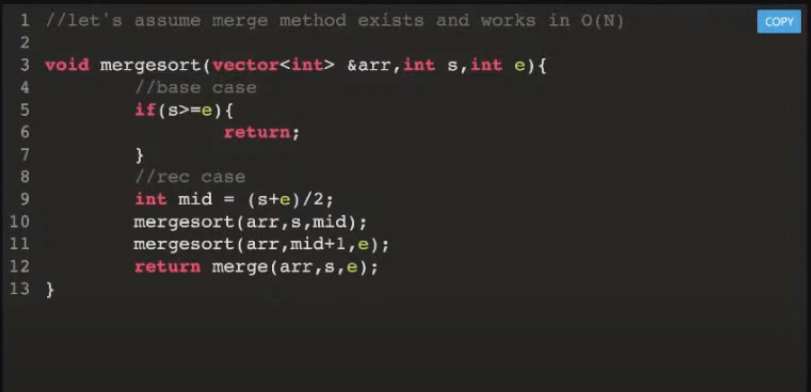 1 //let's assume merge method exists and works in O(N)
COPY
2
3 void mergesort(vector<int> &arr,int s,int e){
4 //base case
5 if(s>=e){
6 return;
7 }
8 //rec case
9 int mid = (s+e)/2;
10 mergesort(arr,s,mid);
11 mergesort(arr,mid+1,e);
12 return merge(arr,s,e);
13 }